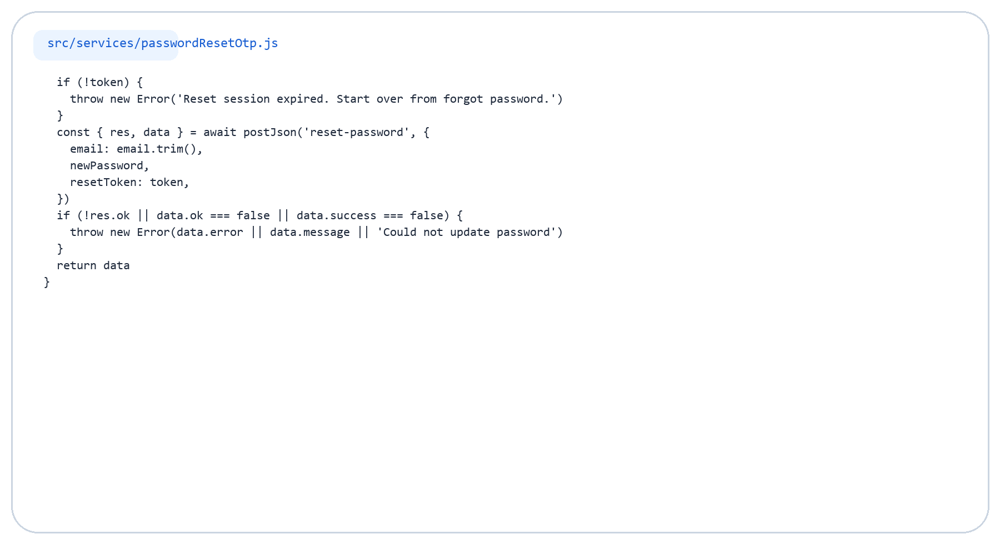 src/services/passwordResetOtp.js
  if (!token) {
    throw new Error('Reset session expired. Start over from forgot password.')
  }
  const { res, data } = await postJson('reset-password', {
    email: email.trim(),
    newPassword,
    resetToken: token,
  })
  if (!res.ok || data.ok === false || data.success === false) {
    throw new Error(data.error || data.message || 'Could not update password')
  }
  return data
}